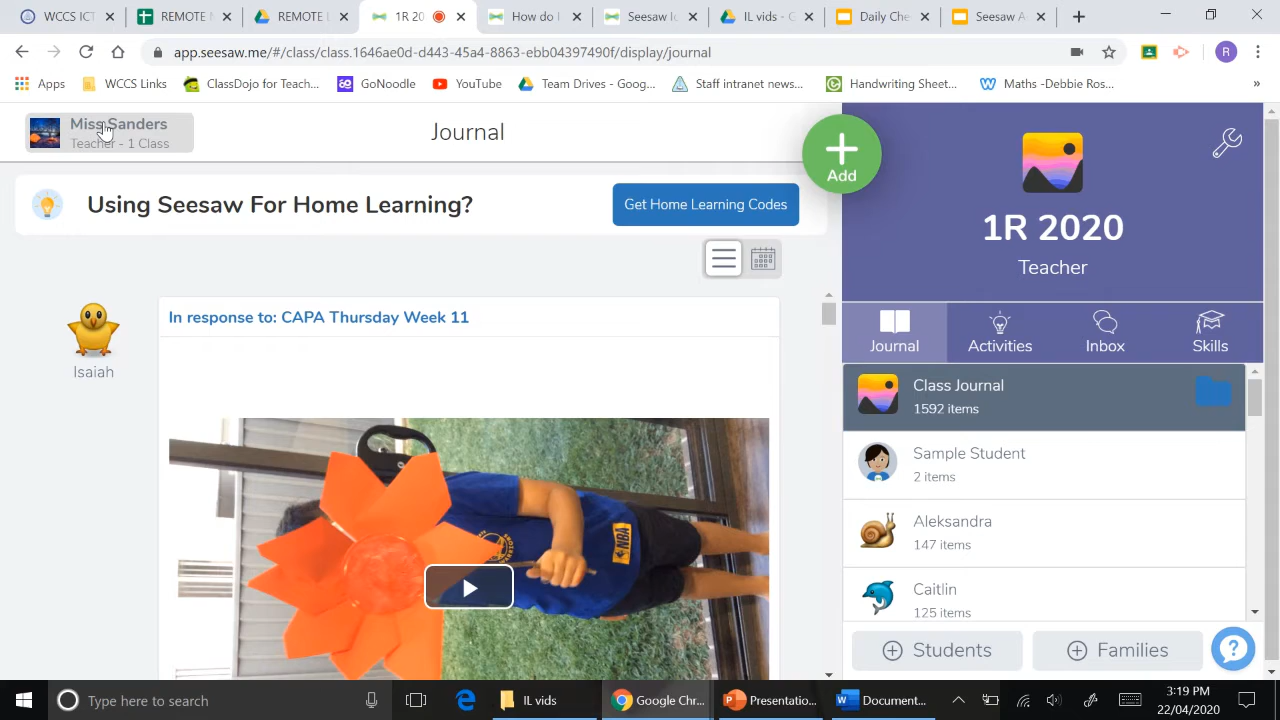 WCCS ICT
REMOTE M
REMOTE L
1R 20
How do I
Seesaw Ic
IL vids - G
Daily Che
Seesaw A
app.seesaw.me/#/class/class.1646ae0d-d443-45a4-8863-ebb04397490f/display/journal
R
Apps
WCCS Links
ClassDojo for Teach...
GoNoodle
YouTube
Team Drives - Goog...
Staff intranet news...
Handwriting Sheet...
Maths -Debbie Ros...
»
Miss Sanders
Teacher - 1 Class
Journal
Add
Using Seesaw For Home Learning?
Get Home Learning Codes
1R 2020
Teacher
Isaiah
In response to: CAPA Thursday Week 11
NBA
Journal
Activities
Inbox
Skills
Class Journal
1592 items
Sample Student
2 items
Aleksandra
147 items
Caitlin
125 items
Students
Families
?
Type here to search
IL vids
Google Chr...
Presentatio...
Document...
3:19 PM
22/04/2020